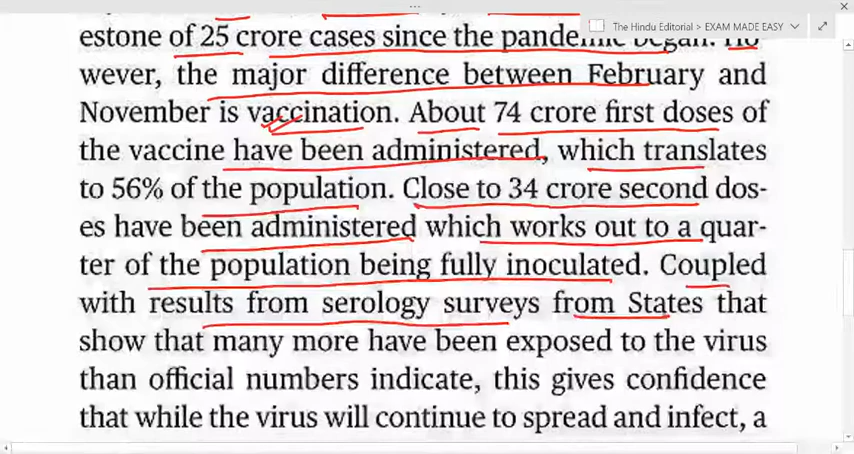 The Hindu Editorial > EXAM MADE EASY
estone of 25 crore cases since the pandemic began. Ho
wever, the major difference between February and
November is vaccination. About 74 crore first doses of
the vaccine have been administered, which translates
to 56% of the population. Close to 34 crore second dos-
es have been administered which works out to a quar-
ter of the population being fully inoculated. Coupled
with results from serology surveys from States that
show that many more have been exposed to the virus
than official numbers indicate, this gives confidence
that while the virus will continue to spread and infect, a